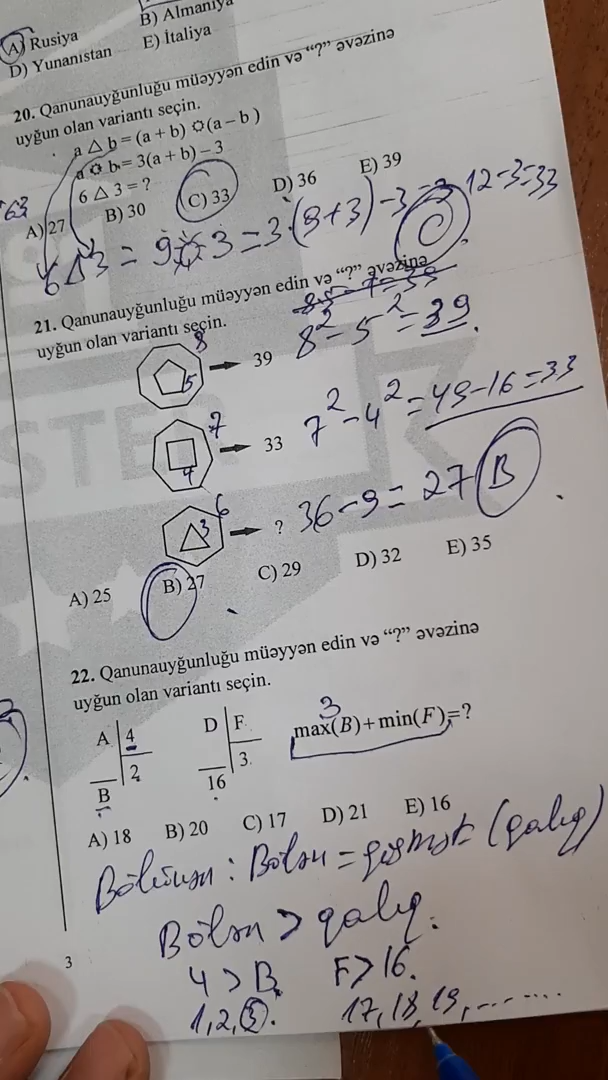 A) Rusiya
B) Almaniya
D) Yunanıstan
E) İtaliya
20. Qanunauyğunluğu müəyyən edin və “?” əvəzinə
uyğun olan variantı seçin.
a △ b = (a + b) ✩ (a – b)
a ✩ b = 3(a + b) – 3
6 △ 3 = ?
A) 27 B) 30 C) 33 D) 36 E) 39
6△3 = 9✩3 = 3·(9+3)-3 = 3·12-3=33
21. Qanunauyğunluğu müəyyən edin və “?” əvəzinə
uyğun olan variantı seçin.
8 5 → 39 8²-5²=39.
7 4 → 33 7²-4²=49-16=33
6 3 → ? 36-9=27 B
A) 25 B) 27 C) 29 D) 32 E) 35
22. Qanunauyğunluğu müəyyən edin və “?” əvəzinə
uyğun olan variantı seçin.
3
A 4 D F max(B) + min(F) = ?
2 3
B 16
A) 18 B) 20 C) 17 D) 21 E) 16
Bölünən : Bölən = qismət (qalıq)
Bölən > qalıq.
4 > B. F > 16.
1, 2, 3. 17, 18, 19, ........
3